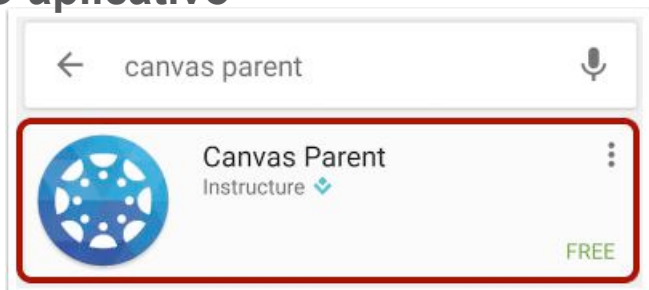 aplicativo
canvas parent
Canvas Parent
Instructure
FREE